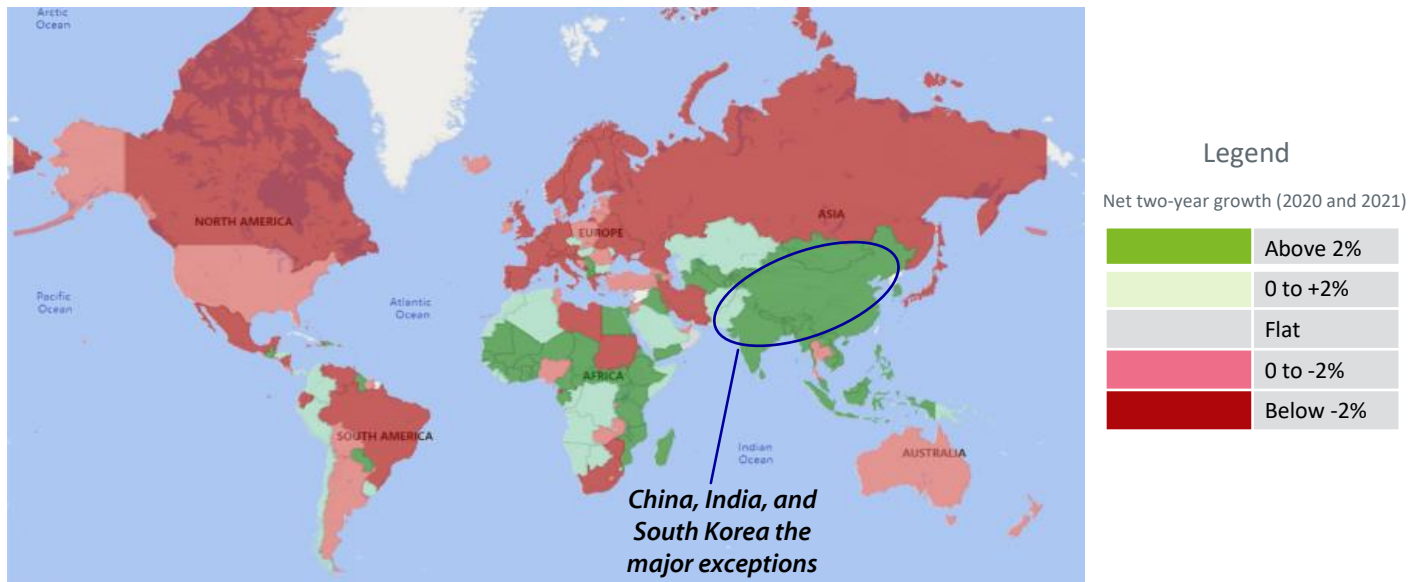 Arctic
Ocean
NORTH AMERICA
ASIA
EUROPE
Pacific
Ocean
Atlantic
Ocean
AFRICA
SOUTH AMERICA
Indian
Ocean
AUSTRALIA
China, India, and
South Korea the
major exceptions
Legend
Net two-year growth (2020 and 2021)
Above 2%
0 to +2%
Flat
0 to -2%
Below -2%